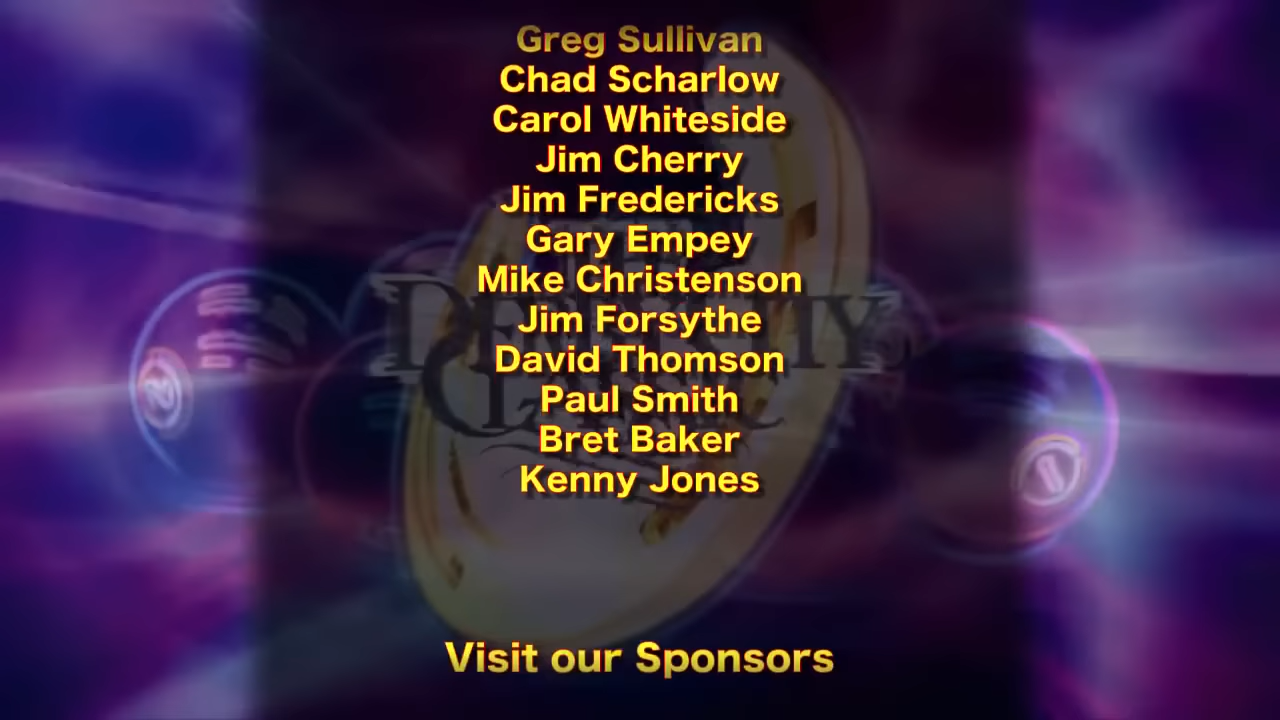 Greg Sullivan
Chad Scharlow
Carol Whiteside
Jim Cherry
Jim Fredericks
Gary Empey
Mike Christenson
Jim Forsythe
David Thomson
Paul Smith
Bret Baker
Kenny Jones
Visit our Sponsors